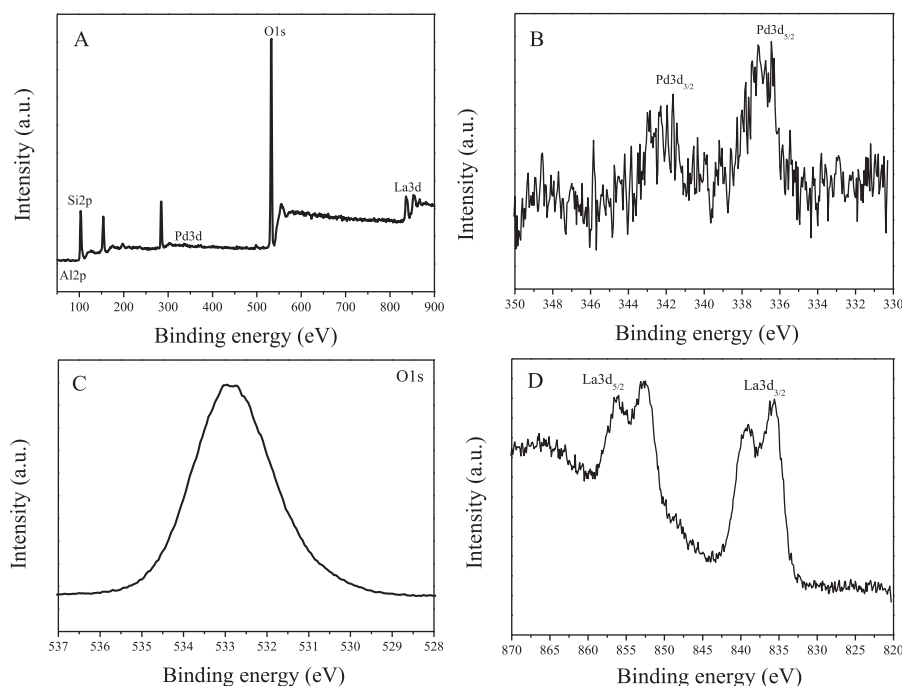 A
O1s
La3d
Si2p
Pd3d
Al2p
100 200 300 400 500 600 700 800 900
Binding energy (eV)
Intensity (a.u.)
B
Pd3d5/2
Pd3d3/2
350 348 346 344 342 340 338 336 334 332 330
Binding energy (eV)
Intensity (a.u.)
C
O1s
537 536 535 534 533 532 531 530 529 528
Binding energy (eV)
Intensity (a.u.)
D
La3d5/2
La3d3/2
870 865 860 855 850 845 840 835 830 825 820
Binding energy (eV)
Intensity (a.u.)